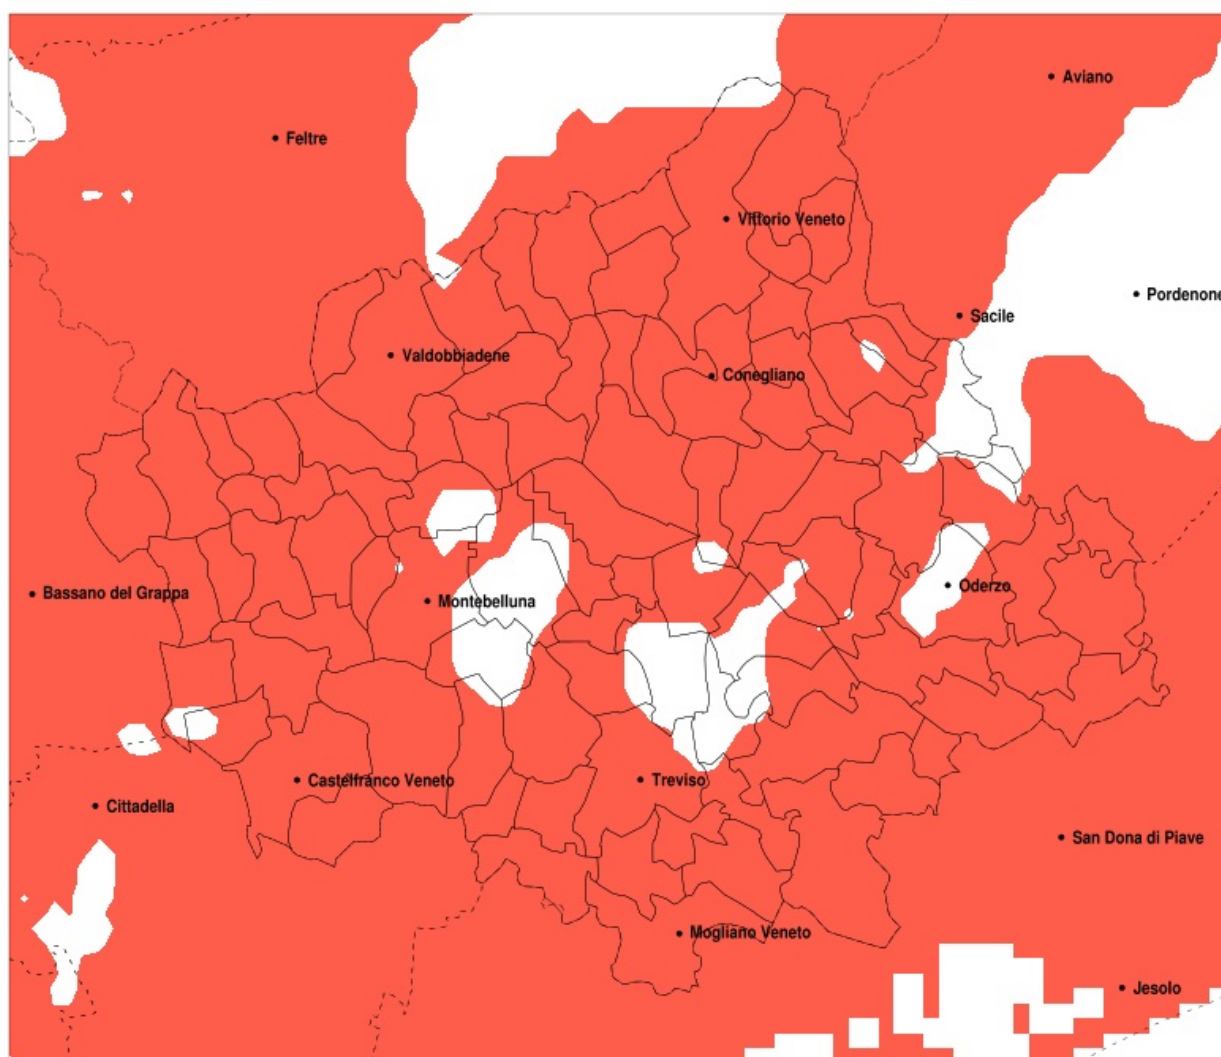 Aviano
Feltre
Vittorio Veneto
Pordenone
Sacile
Valdobbiadene
Conegliano
Oderzo
Bassano del Grappa
Montebelluna
Castelfranco Veneto
Treviso
Cittadella
San Dona di Piave
Mogliano Veneto
Jesolo